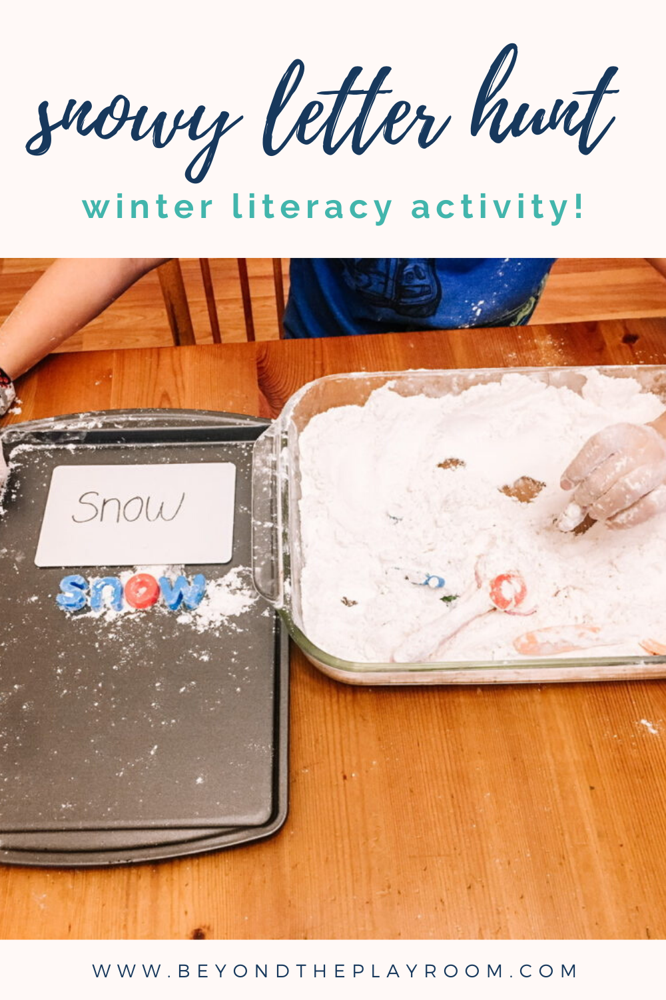 snowy letter hunt
winter literacy activity!
Snow
snow
WWW.BEYONDTHEPLAYROOM.COM